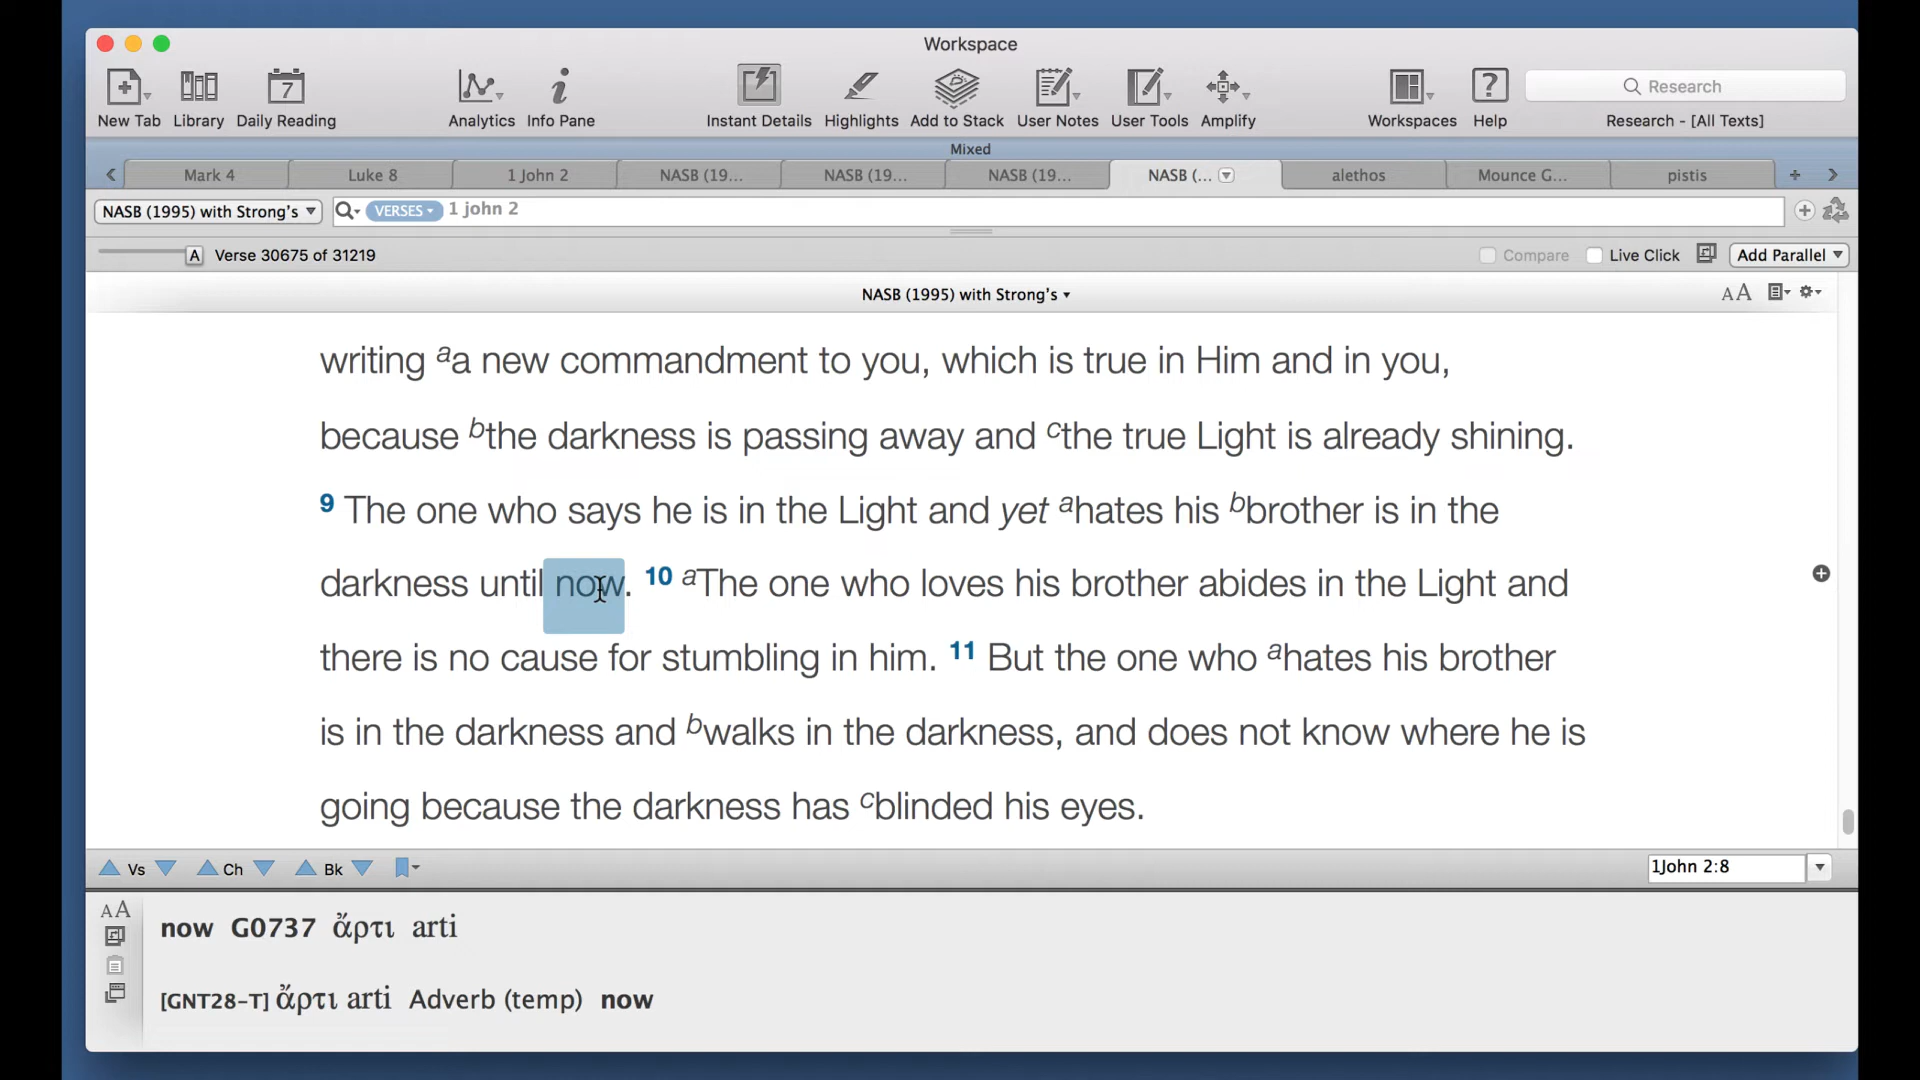 Workspace
New Tab
Library
7
Daily Reading
Analytics
Info Pane
Instant Details
Highlights
Add to Stack
User Notes
User Tools
Amplify
Workspaces
?
Help
Research
Research - [All Texts]
Mixed
Mark 4
Luke 8
1 John 2
NASB (19...
NASB (19...
NASB (19...
NASB (...
alethos
Mounce G...
pistis
NASB (1995) with Strong's
VERSES
1 john 2
A
Verse 30675 of 31219
Compare
Live Click
Add Parallel
NASB (1995) with Strong's
AA
writing aa new commandment to you, which is true in Him and in you,
because bthe darkness is passing away and cthe true Light is already shining.
9 The one who says he is in the Light and yet ahates his bbrother is in the
darkness until now. 10 aThe one who loves his brother abides in the Light and
there is no cause for stumbling in him. 11 But the one who ahates his brother
is in the darkness and bwalks in the darkness, and does not know where he is
going because the darkness has cblinded his eyes.
Vs
Ch
Bk
1John 2:8
AA
now G0737 ἄρτι arti
[GNT28-T] ἄρτι arti Adverb (temp) now